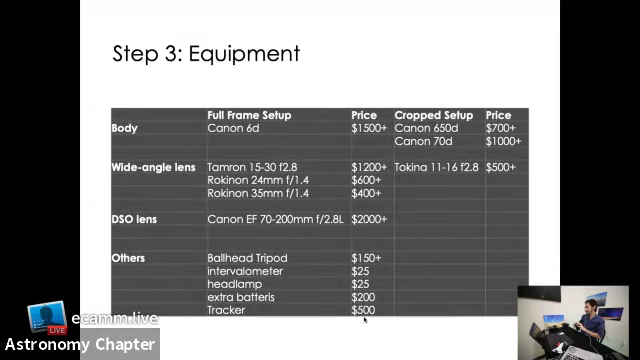 Step 3: Equipment
Full Frame Setup Price Cropped Setup Price
Body Canon 6d $1500+ Canon 650d $700+
Canon 70d $1000+
Wide-angle lens Tamron 15-30 f2.8 $1200+ Tokina 11-16 f2.8 $500+
Rokinon 24mm f/1.4 $600+
Rokinon 35mm f/1.4 $400+
DSO lens Canon EF 70-200mm f/2.8L $2000+
Others Ballhead Tripod $150+
intervalometer $25
headlamp $25
extra batteris $200
Tracker $500
LIVE ecamm.live
Astronomy Chapter